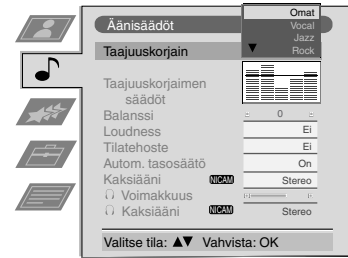 Äänisäädöt
Omat
Vocal
Jazz
Taajuuskorjain
▼ Rock
Taajuuskorjaimen
säädöt
Balanssi 0
Loudness Ei
Tilatehoste Ei
Autom. tasosäätö On
Kaksiääni NICAM Stereo
Voimakkuus
Kaksiääni NICAM Stereo
Valitse tila: ▲▼ Vahvista: OK